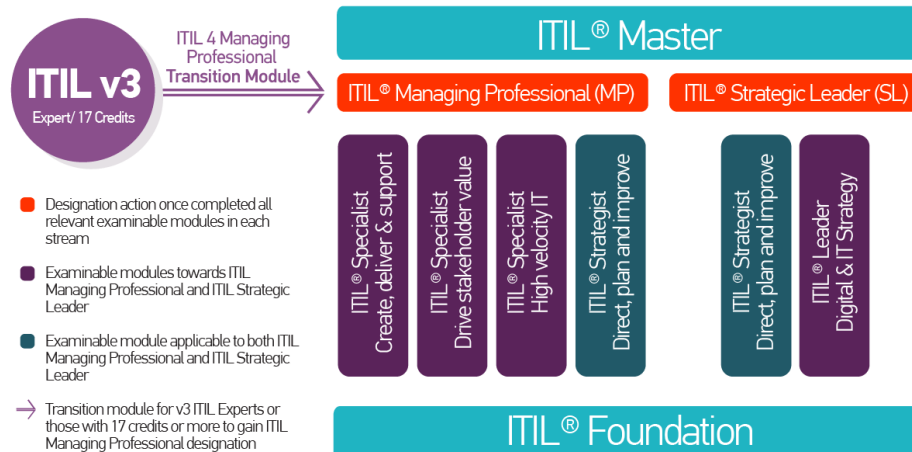 ITIL v3
Expert/ 17 Credits
ITIL 4 Managing
Professional
Transition Module
ITIL® Master
ITIL® Managing Professional (MP)
ITIL® Strategic Leader (SL)
ITIL® Specialist
Create, deliver & support
ITIL® Specialist
Drive stakeholder value
ITIL® Specialist
High velocity IT
ITIL® Strategist
Direct, plan and improve
ITIL® Strategist
Direct, plan and improve
ITIL® Leader
Digital & IT Strategy
ITIL® Foundation
Designation action once completed all
relevant examinable modules in each
stream
Examinable modules towards ITIL
Managing Professional and ITIL Strategic
Leader
Examinable module applicable to both ITIL
Managing Professional and ITIL Strategic
Leader
Transition module for v3 ITIL Experts or
those with 17 credits or more to gain ITIL
Managing Professional designation